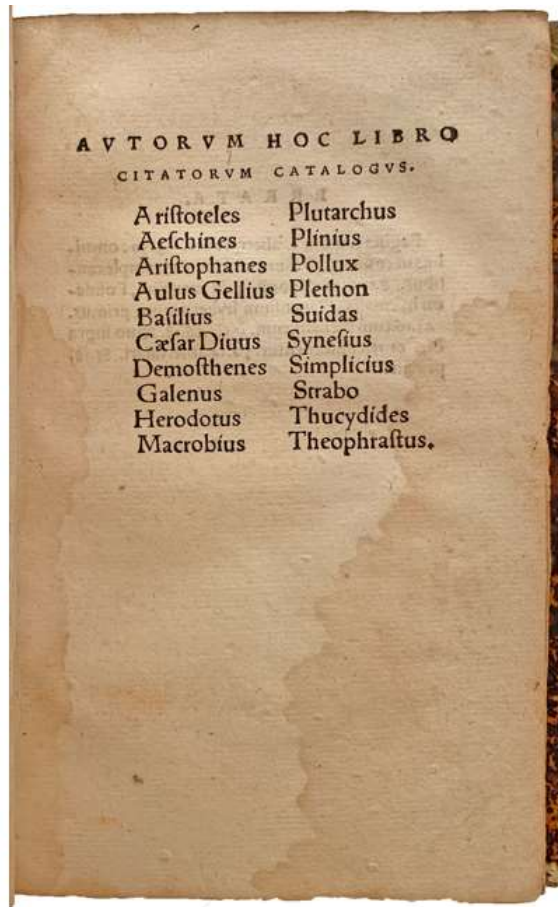 AVTORVM HOC LIBRO
CITATORVM CATALOGVS.
Ariſtoteles
Aeſchines
Ariſtophanes
Aulus Gellius
Baſilius
Cæſar Diuus
Demoſthenes
Galenus
Herodotus
Macrobius
Plutarchus
Plinius
Pollux
Plethon
Suidas
Syneſius
Simplicius
Strabo
Thucydides
Theophraſtus.